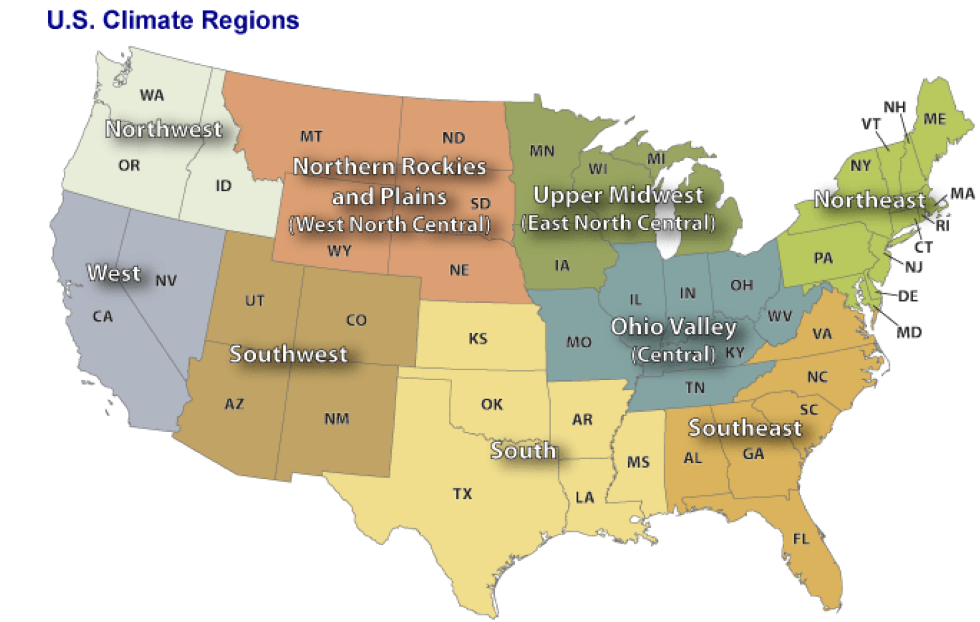 U.S. Climate Regions
WA
Northwest
OR
ID
MT
ND
Northern Rockies
and Plains
(West North Central)
SD
WY
NE
MN
WI
MI
Upper Midwest
(East North Central)
IA
NH
VT
ME
NY
Northeast
MA
RI
CT
NJ
PA
DE
MD
West
NV
CA
UT
CO
Southwest
AZ
NM
KS
OK
AR
South
TX
LA
MS
IL
IN
OH
WV
Ohio Valley
(Central)
MO
KY
TN
VA
NC
SC
Southeast
AL
GA
FL